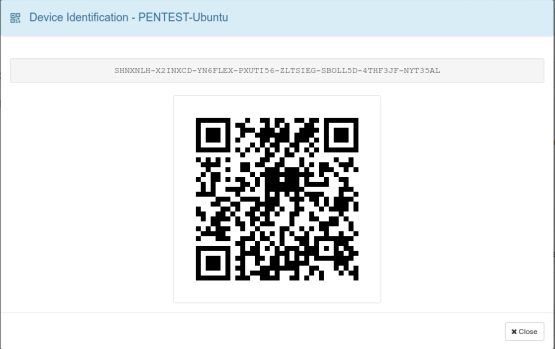 Device Identification - PENTEST-Ubuntu
SHNXNLH-X2INXCD-YN6FLEX-PXUTI56-ZLTSIEG-SBOLL5D-4THF3JF-NYT35AL
Close